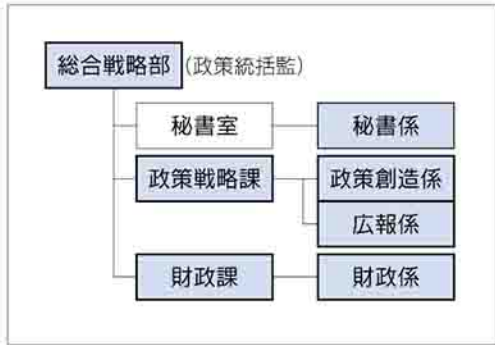 総合戦略部(政策統括監)
秘書室 秘書係
政策戦略課 政策創造係
広報係
財政課 財政係